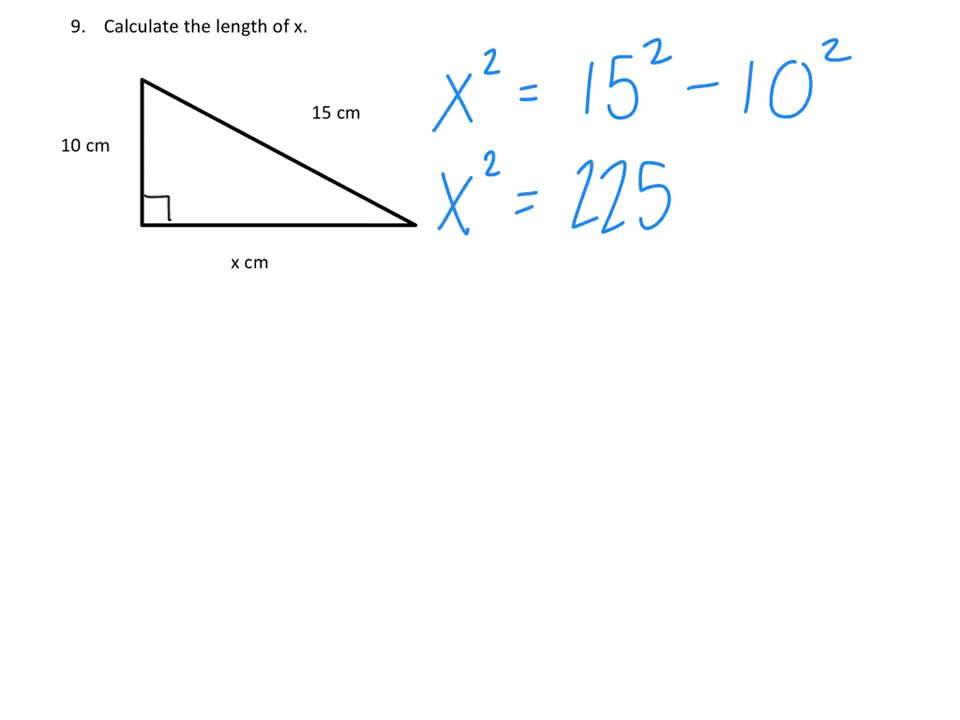 9. Calculate the length of x.
x² = 15² - 10²
15 cm
10 cm
x² = 225
x cm